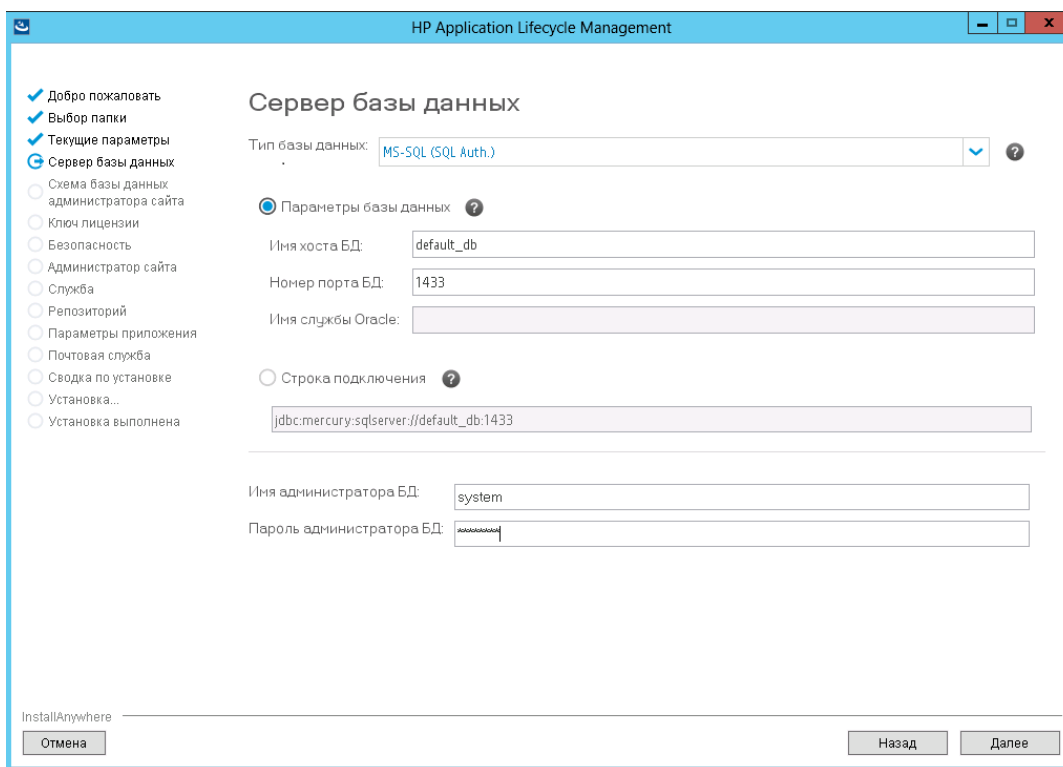 HP Application Lifecycle Management
Добро пожаловать
Выбор папки
Текущие параметры
Сервер базы данных
Схема базы данных
администратора сайта
Ключ лицензии
Безопасность
Администратор сайта
Служба
Репозиторий
Параметры приложения
Почтовая служба
Сводка по установке
Установка...
Установка выполнена
Сервер базы данных
Тип базы данных: MS-SQL (SQL Auth.)
Параметры базы данных
Имя хоста БД: default_db
Номер порта БД: 1433
Имя службы Oracle:
Строка подключения
jdbc:mercury:sqlserver://default_db:1433
Имя администратора БД: system
Пароль администратора БД: ********
InstallAnywhere
Отмена
Назад
Далее